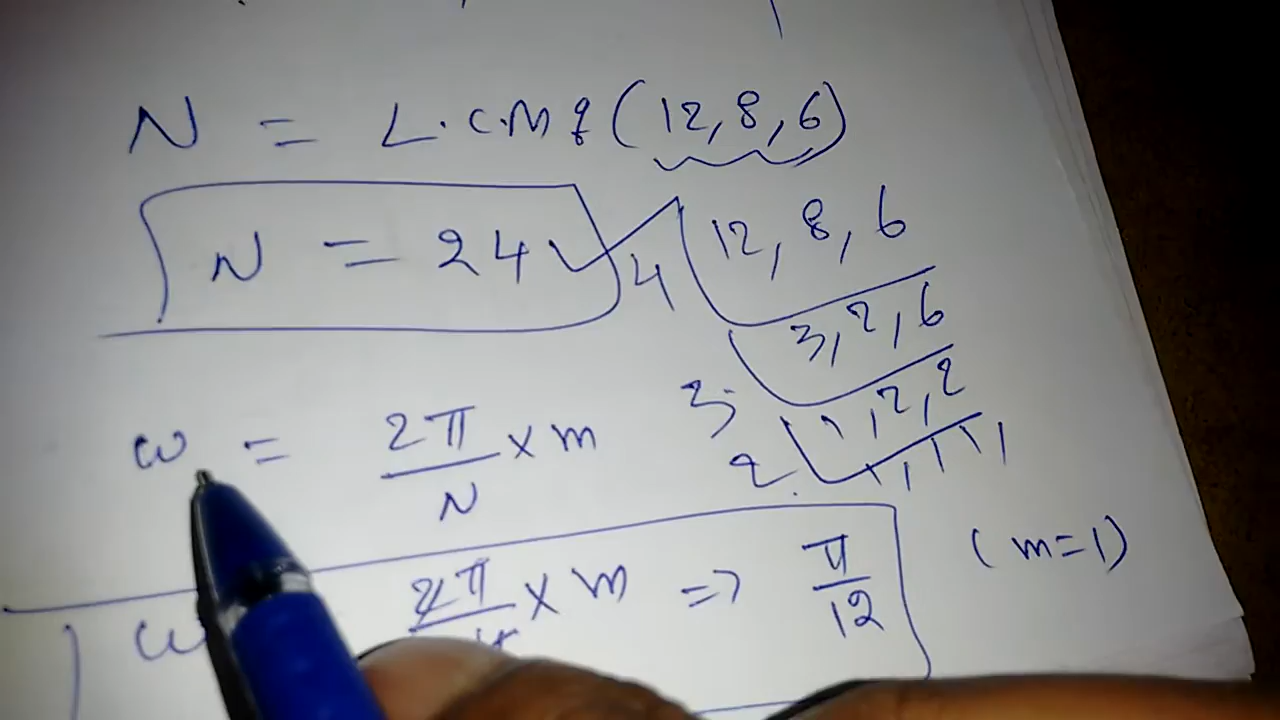 N = L.C.M of (12, 8, 6)
N = 24 ✓
4 | 12, 8, 6
3, 2, 6
3 | 1, 2, 2
2 | 1, 1, 1
ω = 2π/N × m
ω 2π/ × m => π/12 (m=1)